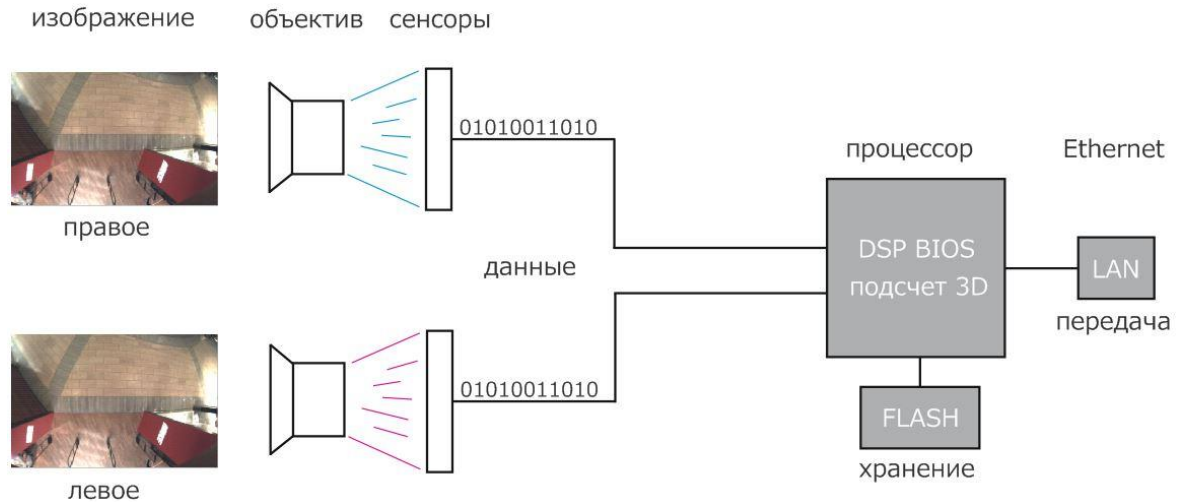 изображение
объектив
сенсоры
правое
01010011010
данные
левое
01010011010
процессор
DSP BIOS
подсчет 3D
Ethernet
LAN
передача
FLASH
хранение